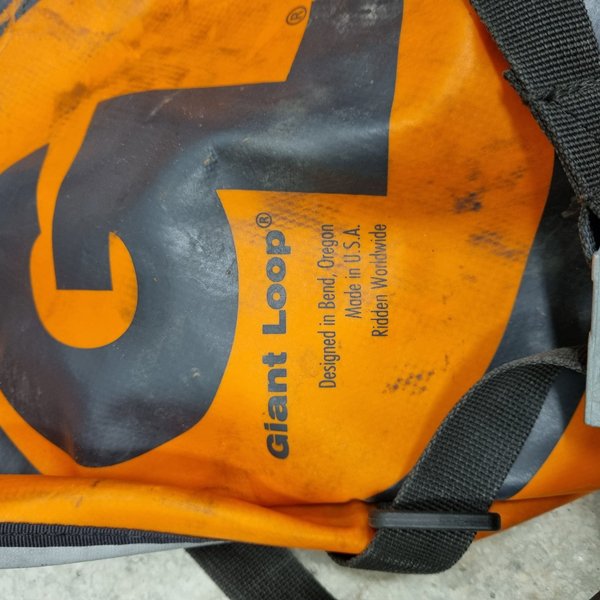 ®
Giant Loop®
Designed in Bend, Oregon
Made in U.S.A.
Ridden Worldwide